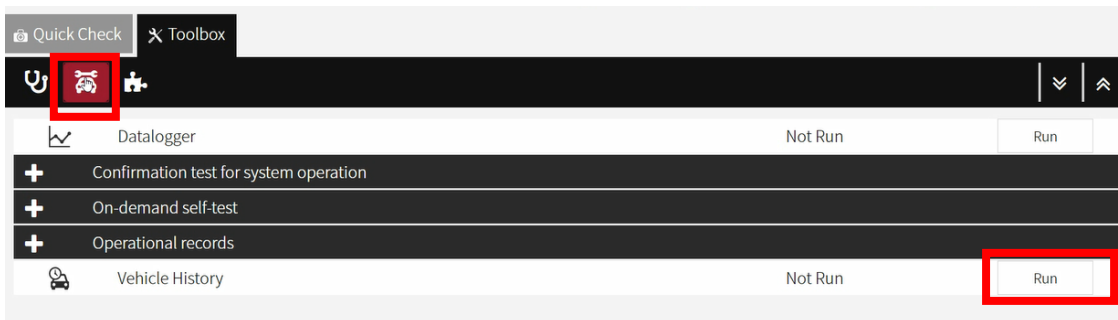 Quick Check Toolbox
Datalogger Not Run Run
Confirmation test for system operation
On-demand self-test
Operational records
Vehicle History Not Run Run